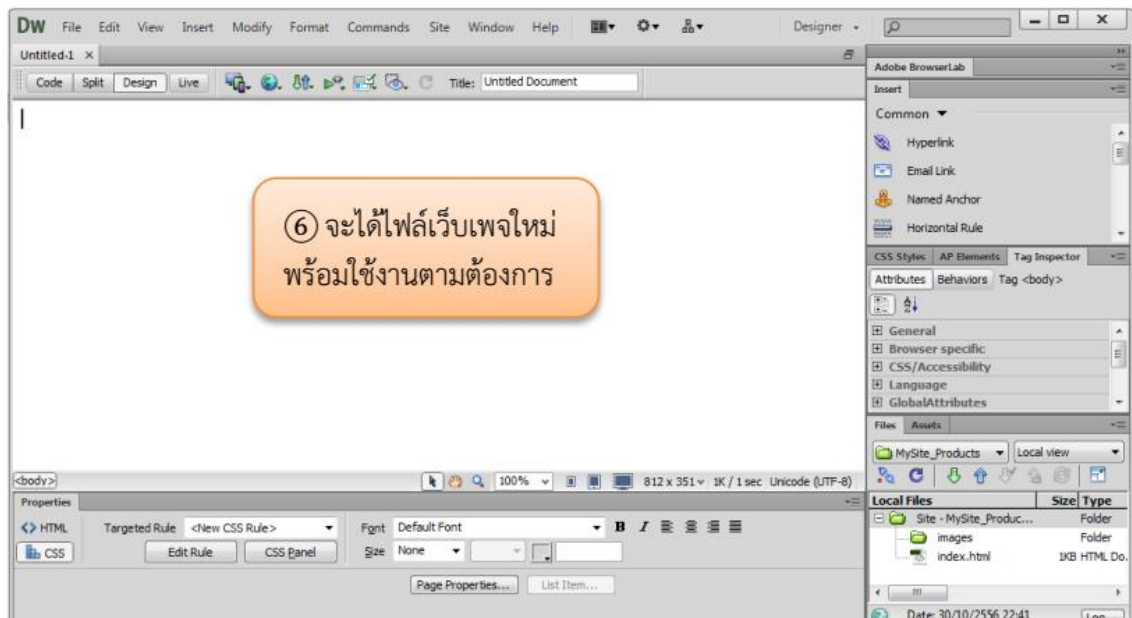 DW File Edit View Insert Modify Format Commands Site Window Help Designer
Untitled-1 ×
Code Split Design Live Title: Untitled Document
⑥ จะได้ไฟล์เว็บเพจใหม่
พร้อมใช้งานตามต้องการ
<body> 100% 812 x 351 1K / 1 sec Unicode (UTF-8)
Properties
<> HTML Targeted Rule <New CSS Rule> Font Default Font B I
CSS Edit Rule CSS Panel Size None
Page Properties... List Item...
Adobe BrowserLab
Insert
Common
Hyperlink
Email Link
Named Anchor
Horizontal Rule
CSS Styles AP Elements Tag Inspector
Attributes Behaviors Tag <body>
General
Browser specific
CSS/Accessibility
Language
GlobalAttributes
Files Assets
MySite_Products Local view
Local Files Size Type
Site - MySite_Produc... Folder
images Folder
index.html 1KB HTML Do.
Date: 30/10/2556 22:41 Log...